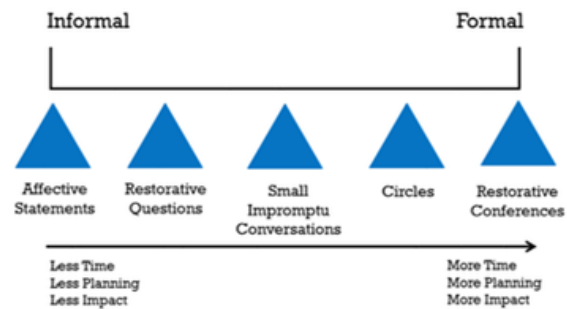 Informal
Formal
Affective
Statements
Restorative
Questions
Small
Impromptu
Conversations
Circles
Restorative
Conferences
Less Time
Less Planning
Less Impact
More Time
More Planning
More Impact